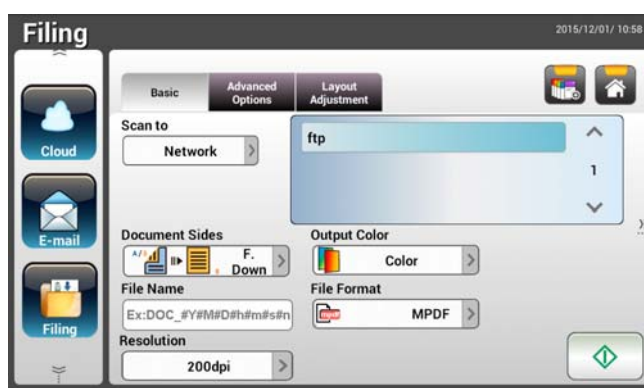 Filing
2015/12/01/ 10:58
Basic
Advanced
Options
Layout
Adjustment
Cloud
E-mail
Filing
Scan to
Network
ftp
1
Document Sides
F.
Down
Output Color
Color
File Name
Ex:DOC_#Y#M#D#h#m#s#n
File Format
mpdf
MPDF
Resolution
200dpi